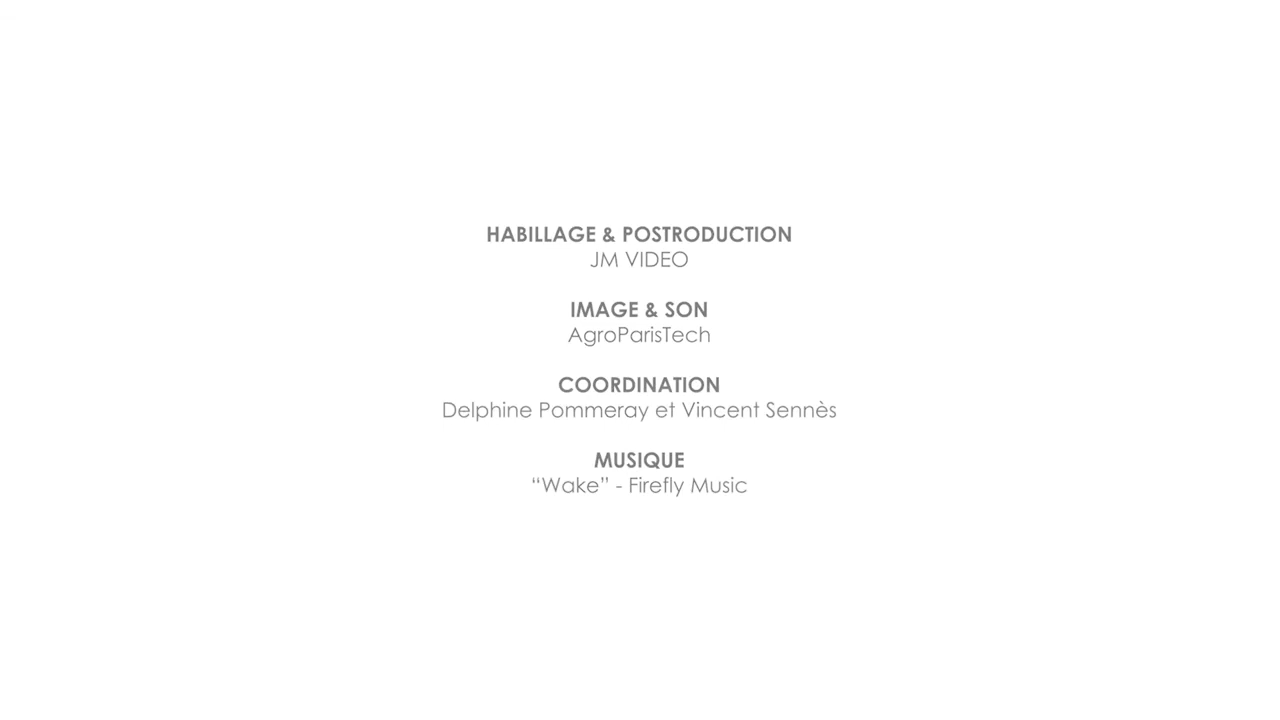 HABILLAGE & POSTRODUCTION
JM VIDEO
IMAGE & SON
AgroParisTech
COORDINATION
Delphine Pommeray et Vincent Sennès
MUSIQUE
“Wake” - Firefly Music